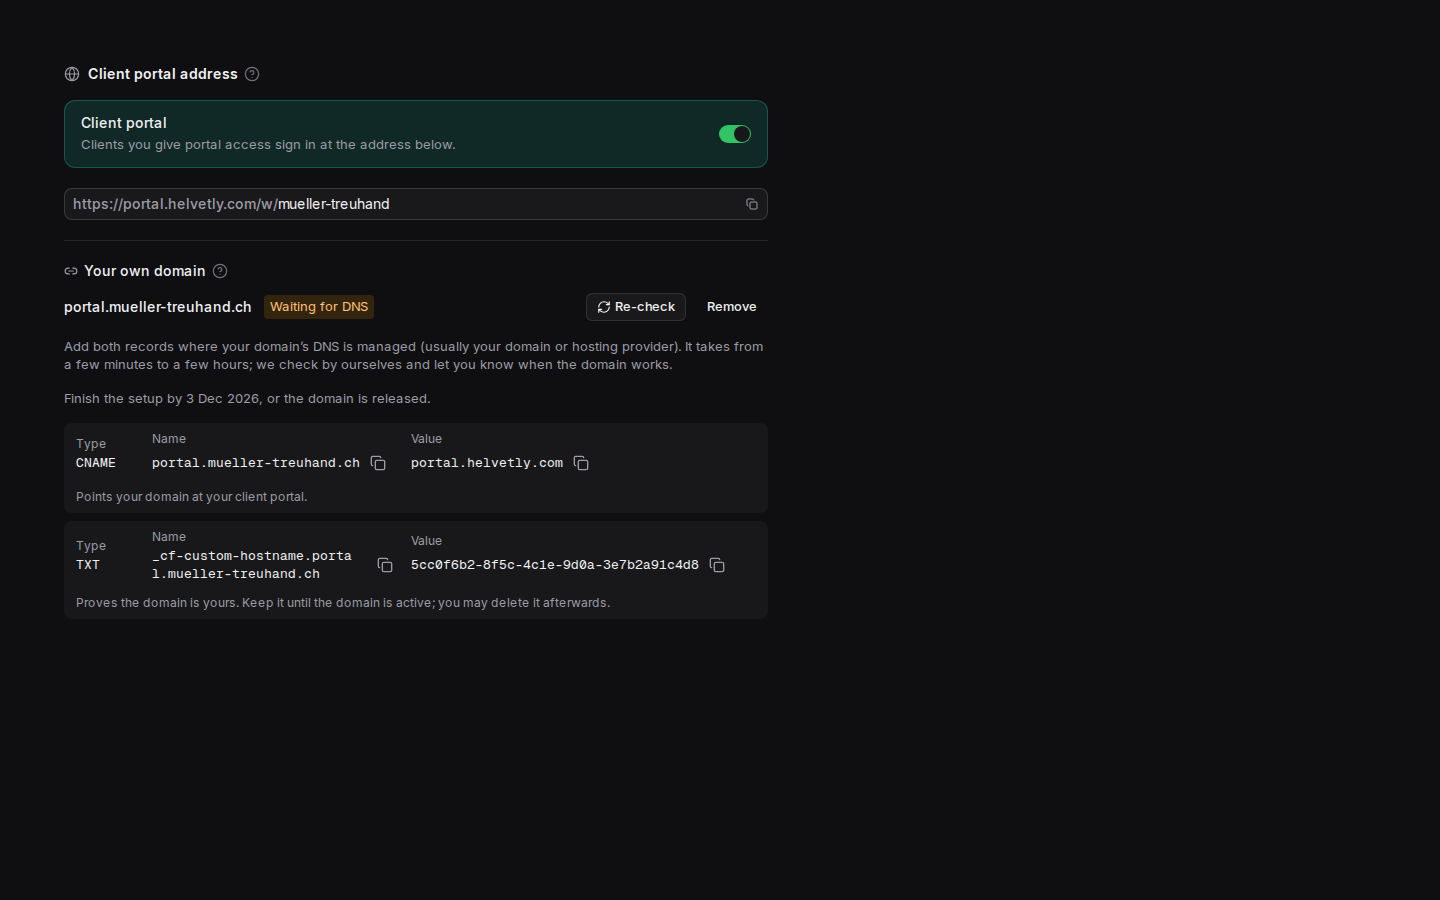 Client portal address
Client portal
Clients you give portal access sign in at the address below.
https://portal.helvetly.com/w/mueller-treuhand
Your own domain
portal.mueller-treuhand.ch Waiting for DNS Re-check Remove
Add both records where your domain’s DNS is managed (usually your domain or hosting provider). It takes from
a few minutes to a few hours; we check by ourselves and let you know when the domain works.
Finish the setup by 3 Dec 2026, or the domain is released.
Type Name Value
CNAME portal.mueller-treuhand.ch portal.helvetly.com
Points your domain at your client portal.
Type Name Value
TXT _cf-custom-hostname.porta 5cc0f6b2-8f5c-4c1e-9d0a-3e7b2a91c4d8
l.mueller-treuhand.ch
Proves the domain is yours. Keep it until the domain is active; you may delete it afterwards.